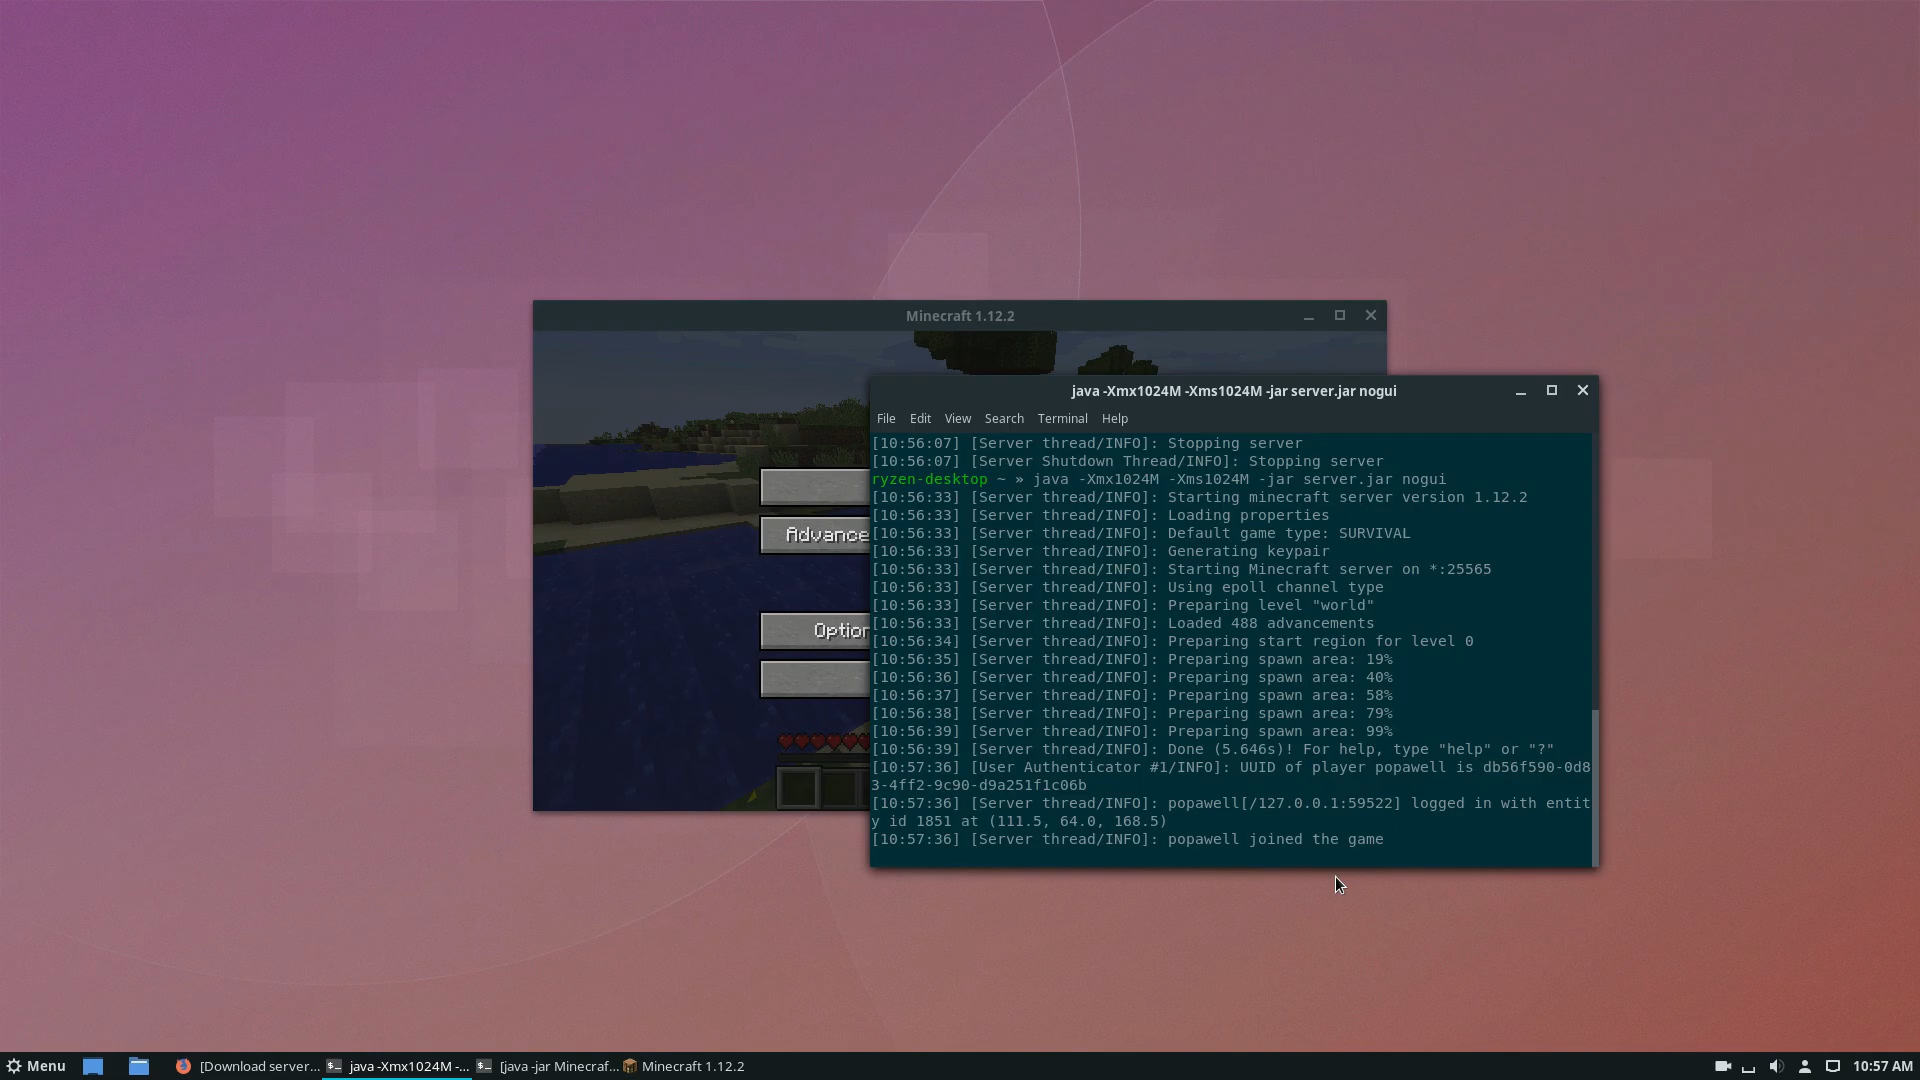 Minecraft 1.12.2
Advance
Option
java -Xmx1024M -Xms1024M -jar server.jar nogui
File Edit View Search Terminal Help
[10:56:07] [Server thread/INFO]: Stopping server
[10:56:07] [Server Shutdown Thread/INFO]: Stopping server
ryzen-desktop ~ » java -Xmx1024M -Xms1024M -jar server.jar nogui
[10:56:33] [Server thread/INFO]: Starting minecraft server version 1.12.2
[10:56:33] [Server thread/INFO]: Loading properties
[10:56:33] [Server thread/INFO]: Default game type: SURVIVAL
[10:56:33] [Server thread/INFO]: Generating keypair
[10:56:33] [Server thread/INFO]: Starting Minecraft server on *:25565
[10:56:33] [Server thread/INFO]: Using epoll channel type
[10:56:33] [Server thread/INFO]: Preparing level "world"
[10:56:33] [Server thread/INFO]: Loaded 488 advancements
[10:56:34] [Server thread/INFO]: Preparing start region for level 0
[10:56:35] [Server thread/INFO]: Preparing spawn area: 19%
[10:56:36] [Server thread/INFO]: Preparing spawn area: 40%
[10:56:37] [Server thread/INFO]: Preparing spawn area: 58%
[10:56:38] [Server thread/INFO]: Preparing spawn area: 79%
[10:56:39] [Server thread/INFO]: Preparing spawn area: 99%
[10:56:39] [Server thread/INFO]: Done (5.646s)! For help, type "help" or "?"
[10:57:36] [User Authenticator #1/INFO]: UUID of player popawell is db56f590-0d8
3-4ff2-9c90-d9a251f1c06b
[10:57:36] [Server thread/INFO]: popawell[/127.0.0.1:59522] logged in with entit
y id 1851 at (111.5, 64.0, 168.5)
[10:57:36] [Server thread/INFO]: popawell joined the game
Menu [Download server... java -Xmx1024M -... [java -jar Minecraf... Minecraft 1.12.2 10:57 AM